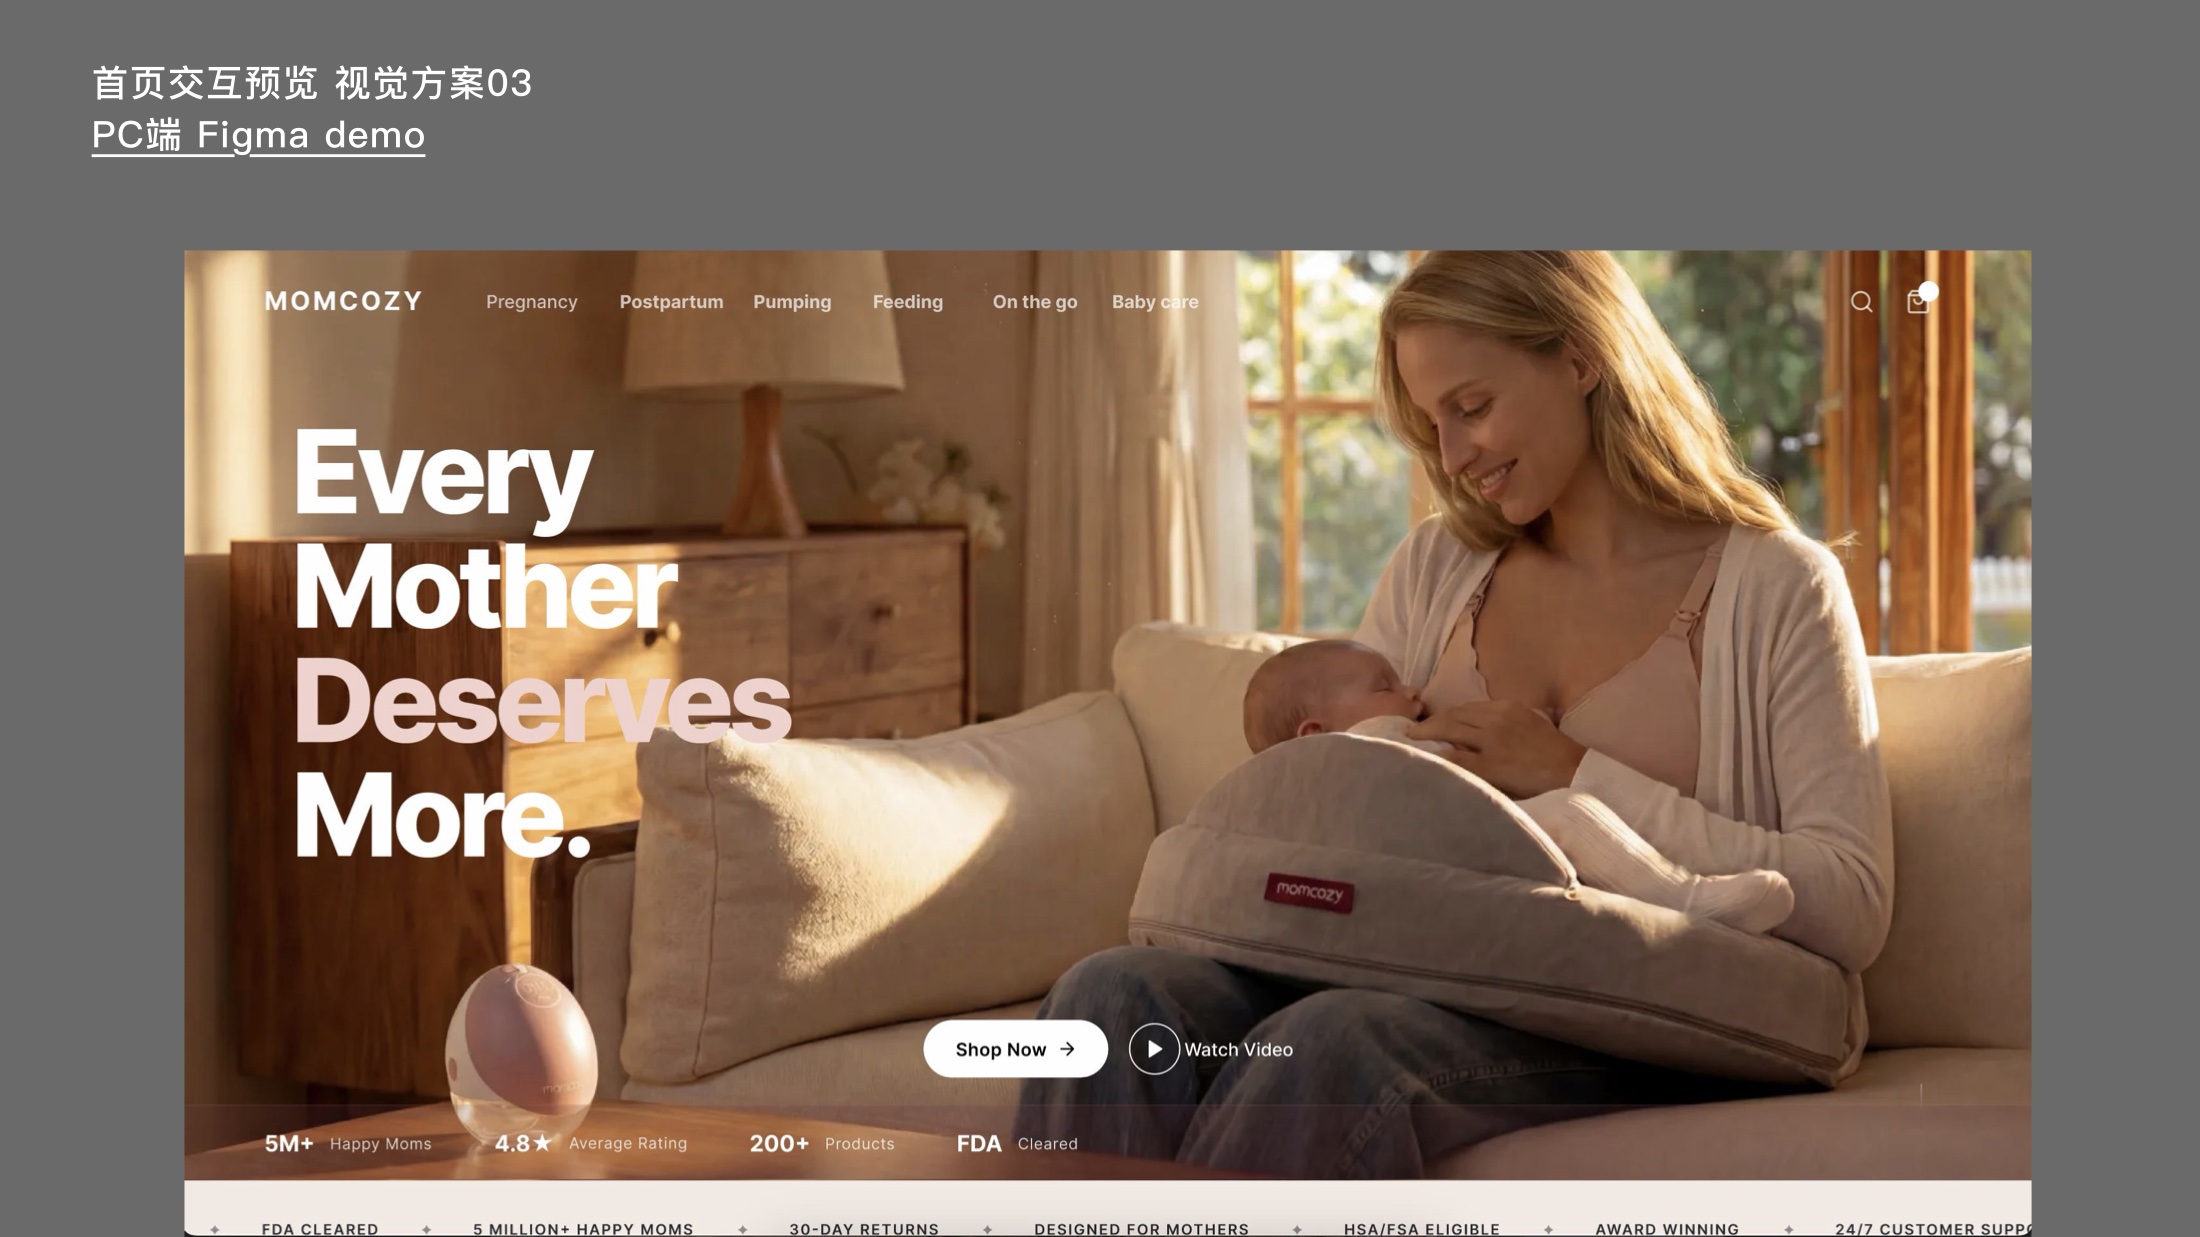 首页交互预览 视觉方案03
PC端 Figma demo
MOMCOZY Pregnancy Postpartum Pumping Feeding On the go Baby care
Every
Mother
Deserves
More.
momcozy
Shop Now → Watch Video
5M+ Happy Moms 4.8★ Average Rating 200+ Products FDA Cleared
✦ FDA CLEARED ✦ 5 MILLION+ HAPPY MOMS ✦ 30-DAY RETURNS ✦ DESIGNED FOR MOTHERS ✦ HSA/FSA ELIGIBLE ✦ AWARD WINNING ✦ 24/7 CUSTOMER